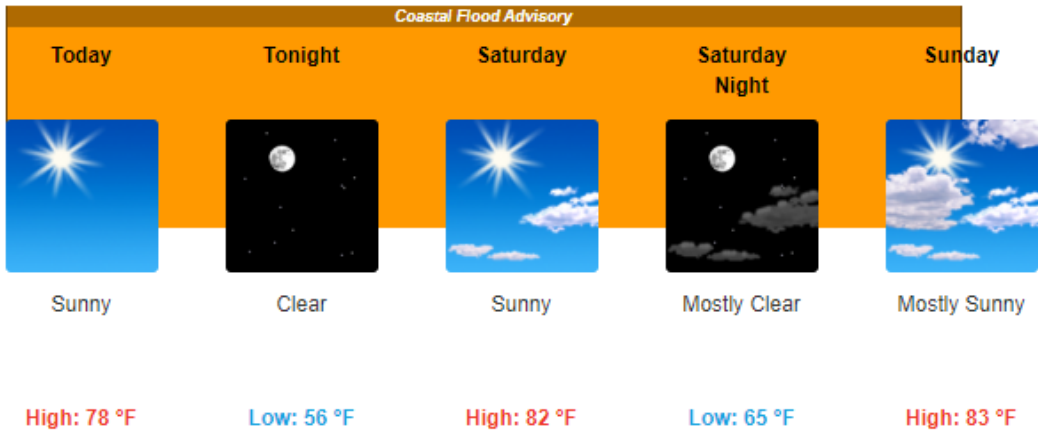 Coastal Flood Advisory
Today
Tonight
Saturday
Saturday
Night
Sunday
Sunny
Clear
Sunny
Mostly Clear
Mostly Sunny
High: 78 °F
Low: 56 °F
High: 82 °F
Low: 65 °F
High: 83 °F